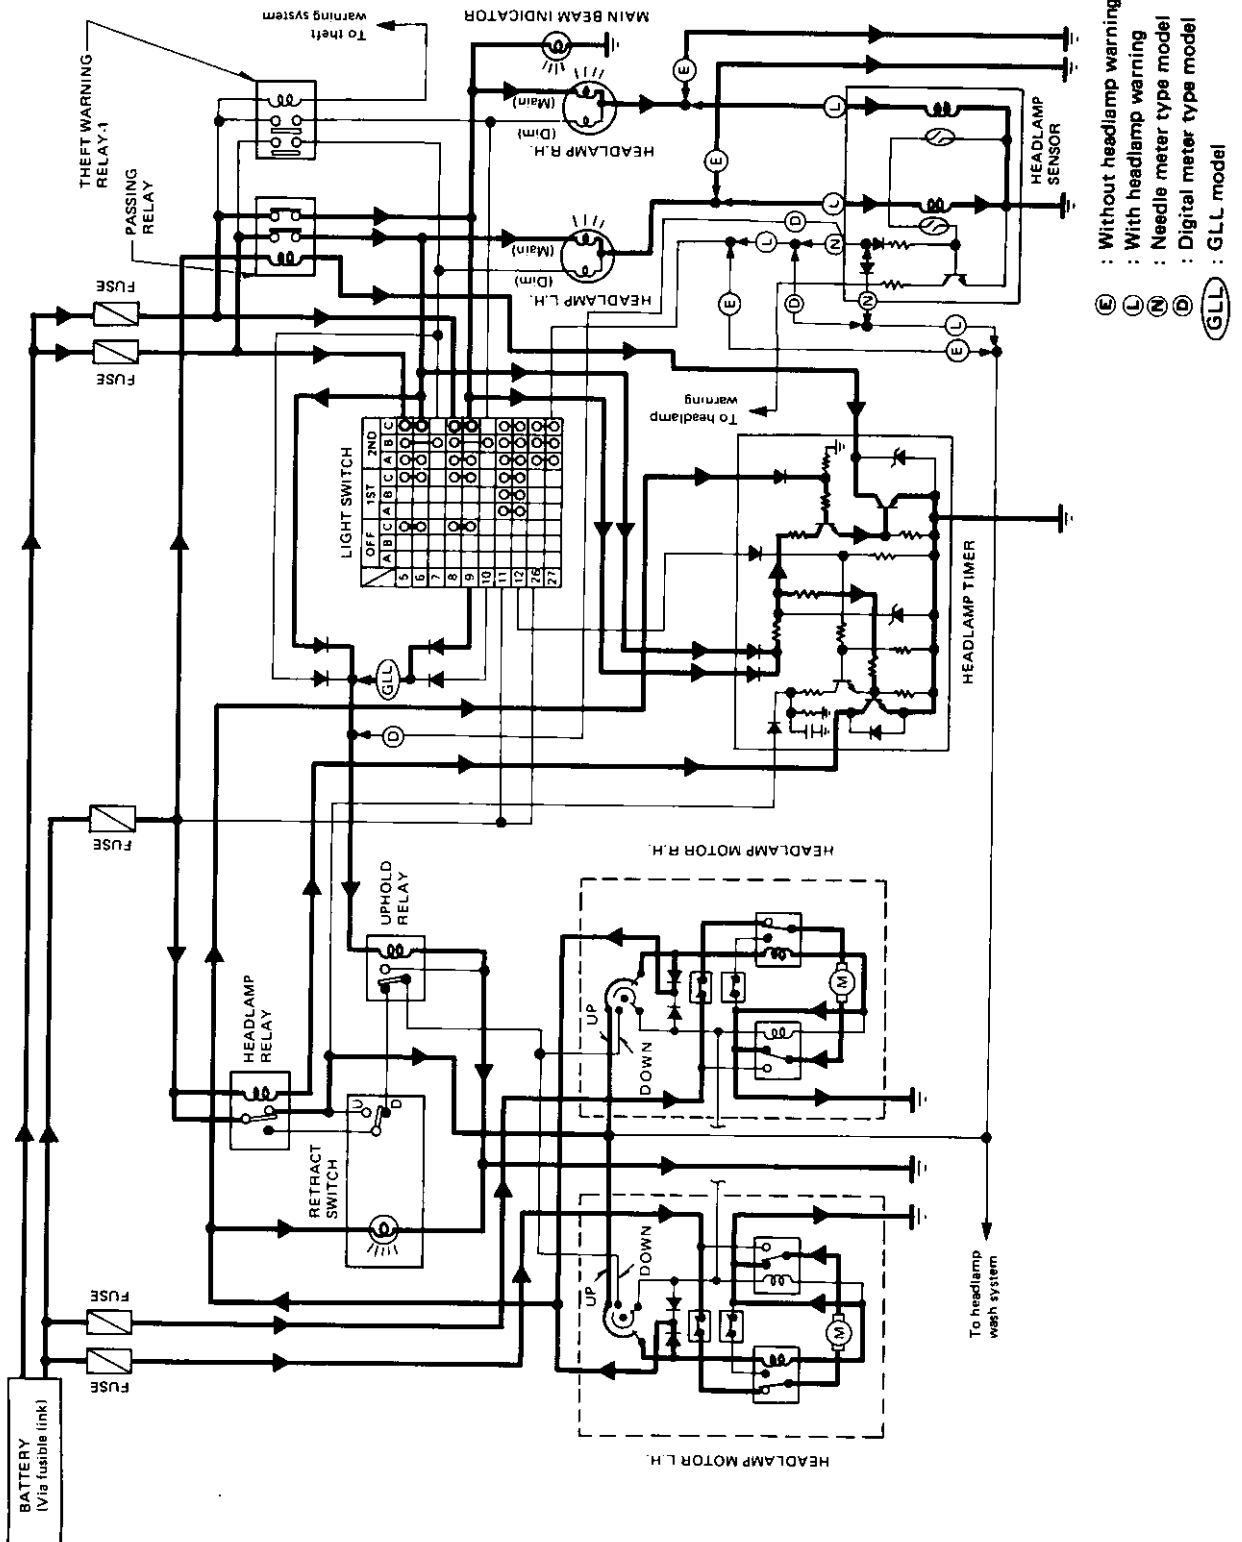 BATTERY
(Via fusible link)
FUSE
FUSE
FUSE
FUSE
FUSE
To theft
warning system
THEFT WARNING
RELAY-1
PASSING
RELAY
MAIN BEAM INDICATOR
(Main)
(Dim)
HEADLAMP R.H.
(Main)
(Dim)
HEADLAMP L.H.
E
E
L
L
D
L
N
E
D
N
L
E
HEADLAMP
SENSOR
E : Without headlamp warning
L : With headlamp warning
N : Needle meter type model
D : Digital meter type model
GLL : GLL model
To headlamp
warning
LIGHT SWITCH
OFF 1ST 2ND
A B C A B C A B C
5
6
7
8
9
10
11
12
26
27
GLL
D
HEADLAMP TIMER
UPHOLD
RELAY
HEADLAMP
RELAY
RETRACT
SWITCH
U
D
HEADLAMP MOTOR R.H.
UP
DOWN
M
HEADLAMP MOTOR L.H.
UP
DOWN
M
To headlamp
wash system